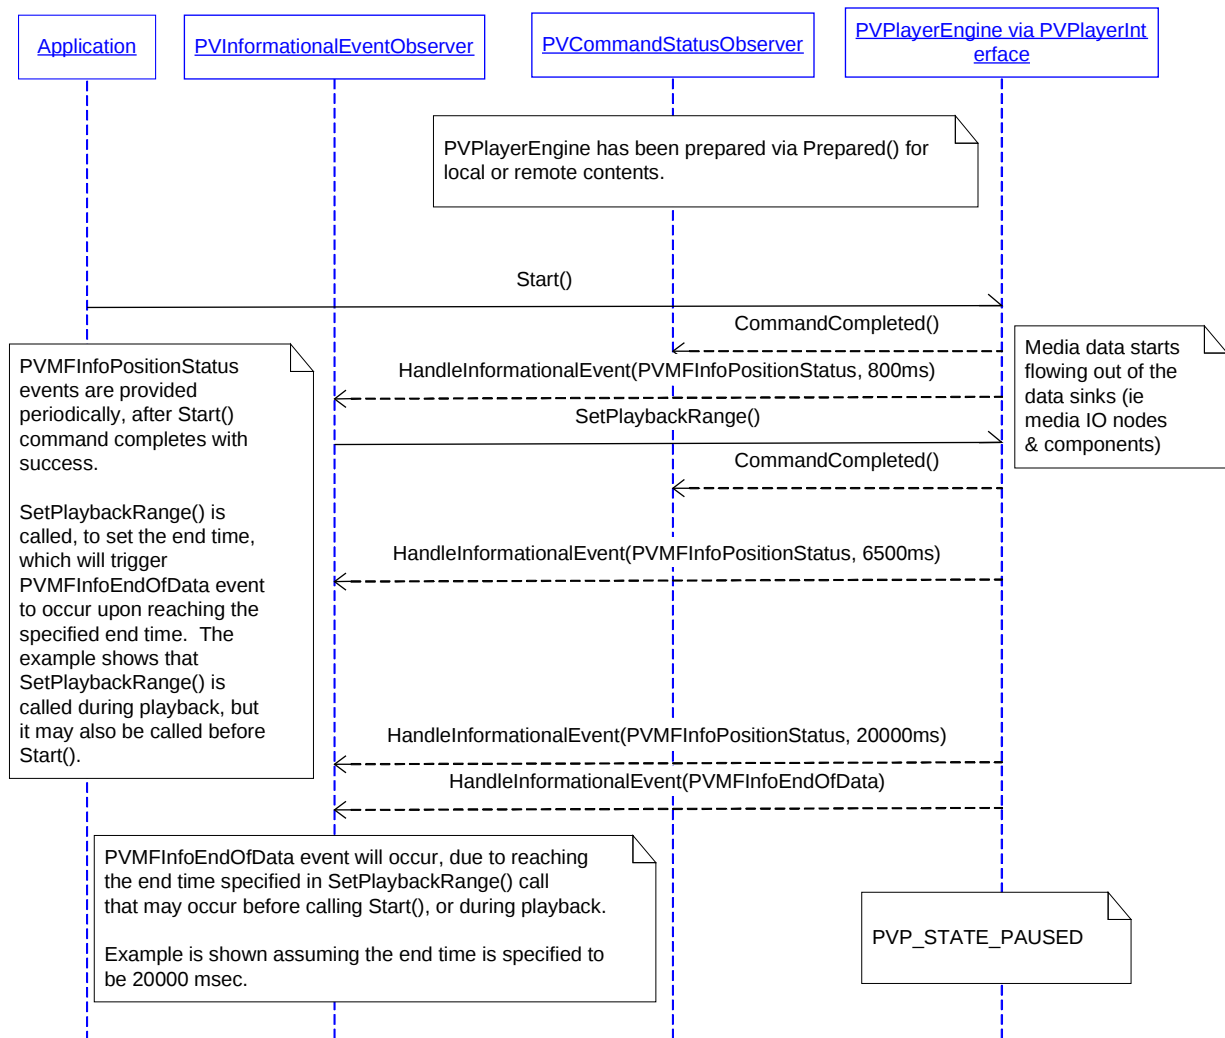 Application
PVInformationalEventObserver
PVCommandStatusObserver
PVPlayerEngine via PVPlayerInt
erface
PVPlayerEngine has been prepared via Prepared() for
local or remote contents.
Start()
CommandCompleted()
HandleInformationalEvent(PVMFInfoPositionStatus, 800ms)
SetPlaybackRange()
CommandCompleted()
Media data starts
flowing out of the
data sinks (ie
media IO nodes
& components)
PVMFInfoPositionStatus
events are provided
periodically, after Start()
command completes with
success.
SetPlaybackRange() is
called, to set the end time,
which will trigger
PVMFInfoEndOfData event
to occur upon reaching the
specified end time.  The
example shows that
SetPlaybackRange() is
called during playback, but
it may also be called before
Start().
HandleInformationalEvent(PVMFInfoPositionStatus, 6500ms)
HandleInformationalEvent(PVMFInfoPositionStatus, 20000ms)
HandleInformationalEvent(PVMFInfoEndOfData)
PVMFInfoEndOfData event will occur, due to reaching
the end time specified in SetPlaybackRange() call
that may occur before calling Start(), or during playback.
Example is shown assuming the end time is specified to
be 20000 msec.
PVP_STATE_PAUSED